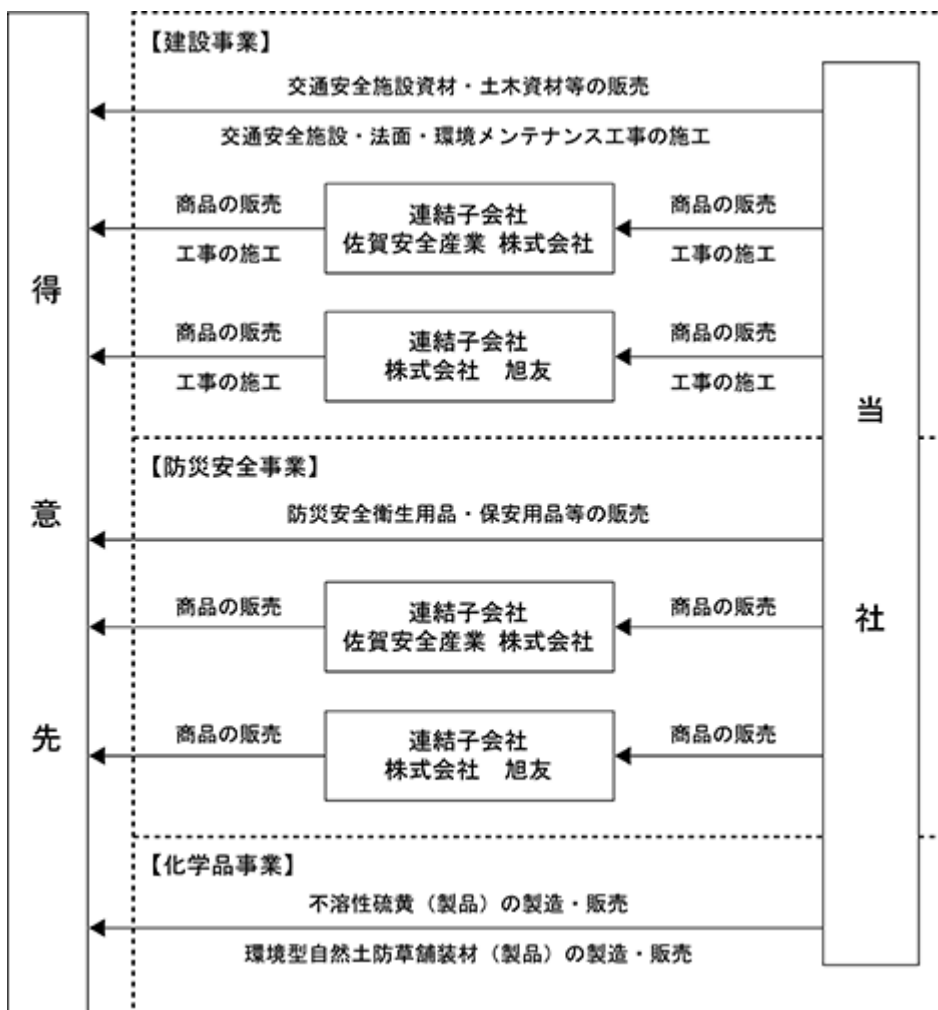 【建設事業】
交通安全施設資材・土木資材等の販売
交通安全施設・法面・環境メンテナンス工事の施工
商品の販売
工事の施工
連結子会社
佐賀安全産業 株式会社
商品の販売
工事の施工
商品の販売
工事の施工
連結子会社
株式会社　旭友
商品の販売
工事の施工
【防災安全事業】
防災安全衛生用品・保安用品等の販売
商品の販売
連結子会社
佐賀安全産業 株式会社
商品の販売
商品の販売
連結子会社
株式会社　旭友
商品の販売
【化学品事業】
不溶性硫黄（製品）の製造・販売
環境型自然土防草舗装材（製品）の製造・販売
得意先
当社